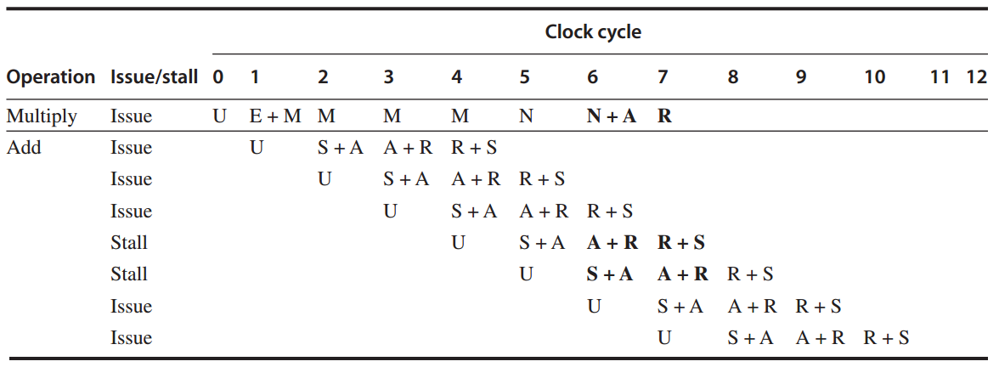 Clock cycle
Operation Issue/stall 0 1 2 3 4 5 6 7 8 9 10 11 12
Multiply Issue U E + M M M M N N + A R
Add Issue U S + A A + R R + S
Issue U S + A A + R R + S
Issue U S + A A + R R + S
Stall U S + A A + R R + S
Stall U S + A A + R R + S
Issue U S + A A + R R + S
Issue U S + A A + R R + S